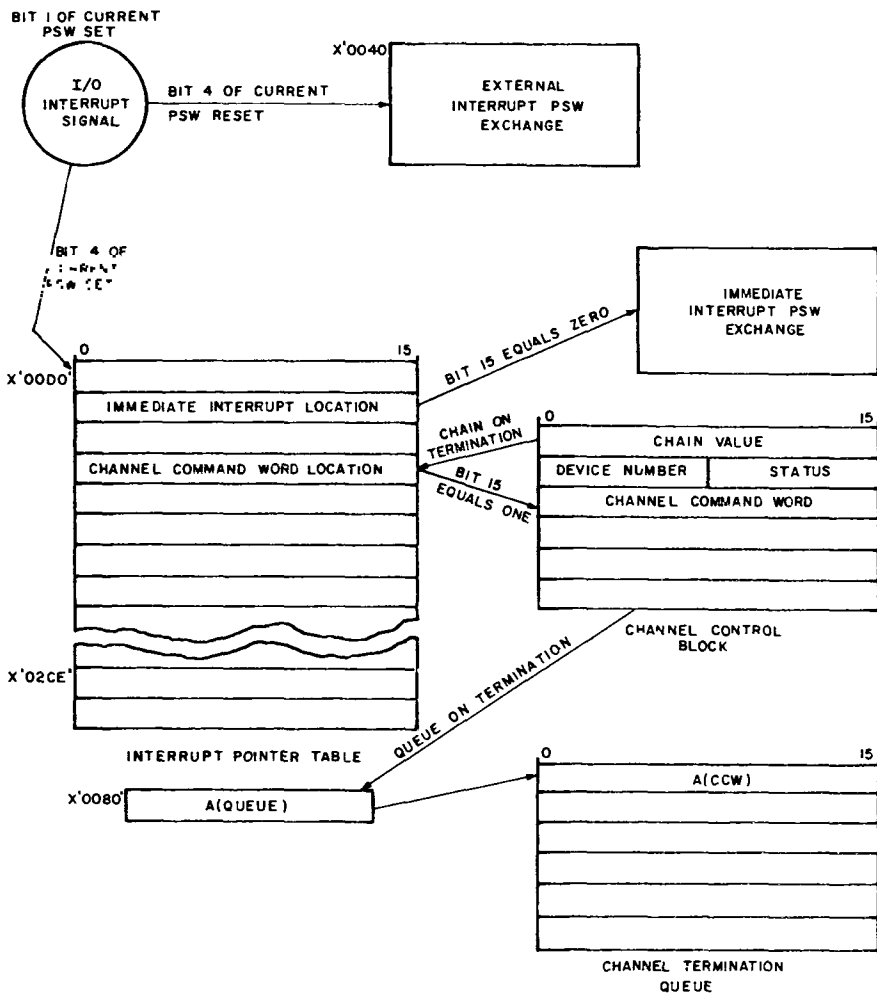 BIT 1 OF CURRENT
PSW SET
I/O
INTERRUPT
SIGNAL
BIT 4 OF CURRENT
PSW RESET
X'0040'
EXTERNAL
INTERRUPT PSW
EXCHANGE
BIT 4 OF
CURRENT
PSW SET
IMMEDIATE
INTERRUPT PSW
EXCHANGE
BIT 15 EQUALS ZERO
0 15
X'00D0'
IMMEDIATE INTERRUPT LOCATION
CHANNEL COMMAND WORD LOCATION
CHAIN ON
TERMINATION
BIT 15
EQUALS ONE
0 15
CHAIN VALUE
DEVICE NUMBER STATUS
CHANNEL COMMAND WORD
CHANNEL CONTROL
BLOCK
X'02CE'
INTERRUPT POINTER TABLE
QUEUE ON TERMINATION
X'0080'
A(QUEUE)
0 15
A(CCW)
CHANNEL TERMINATION
QUEUE